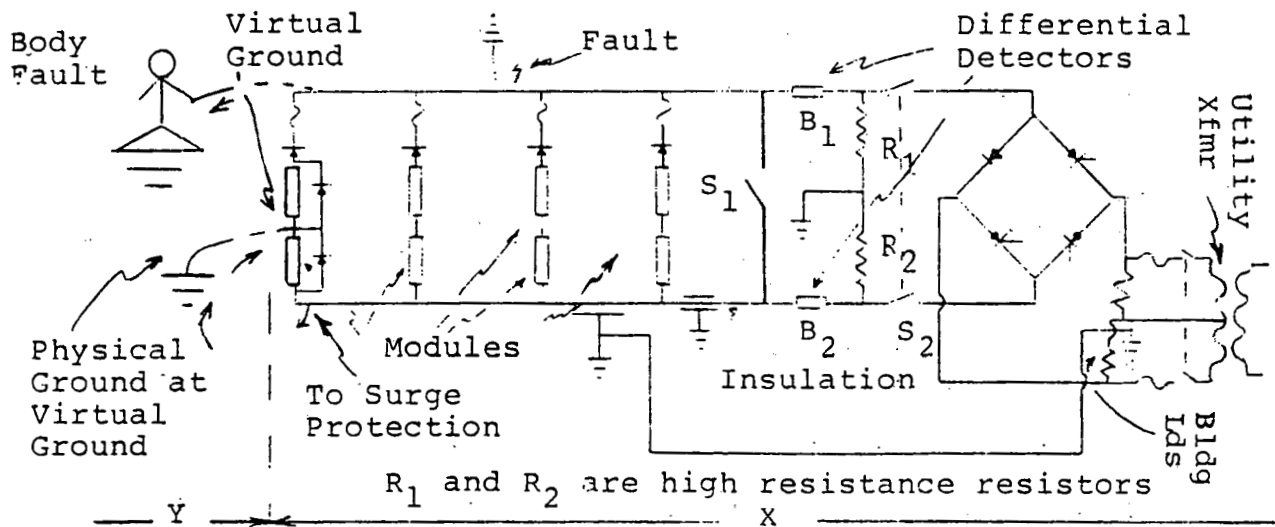 Body
Fault
Virtual
Ground
Fault
Differential
Detectors
Utility
Xfmr
B1
R1
S1
R2
B2
S2
Physical
Ground at
Virtual
Ground
Modules
To Surge
Protection
Insulation
Bldg
Lds
R1 and R2 are high resistance resistors
Y
X